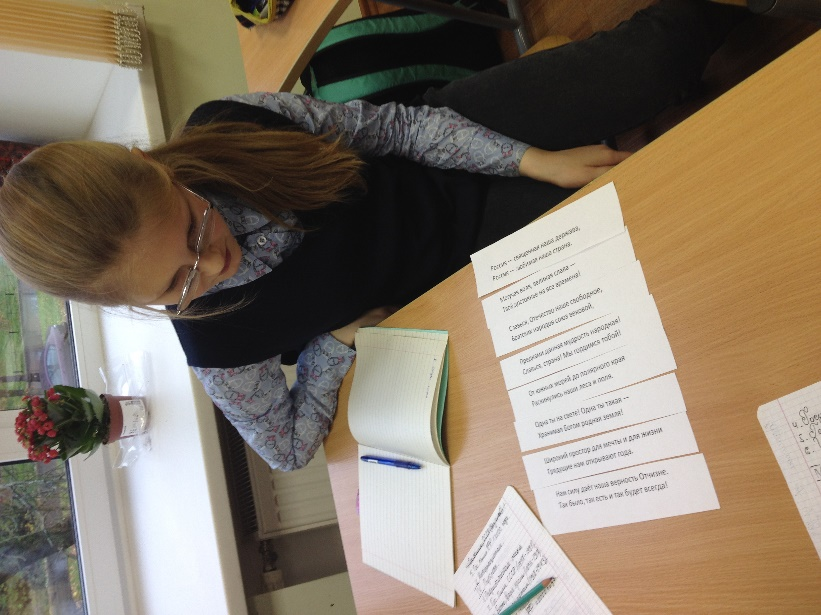 Россия — священная наша держава,
Россия — любимая наша страна.
Могучая воля, великая слава —
Твоё достоянье на все времена!
Славься, Отечество наше свободное,
Братских народов союз вековой,
Предками данная мудрость народная!
Славься, страна! Мы гордимся тобой!
От южных морей до полярного края
Раскинулись наши леса и поля.
Одна ты на свете! Одна ты такая —
Хранимая Богом родная земля!
Широкий простор для мечты и для жизни
Грядущие нам открывают года.
Нам силу даёт наша верность Отчизне.
Так было, так есть и так будет всегда!